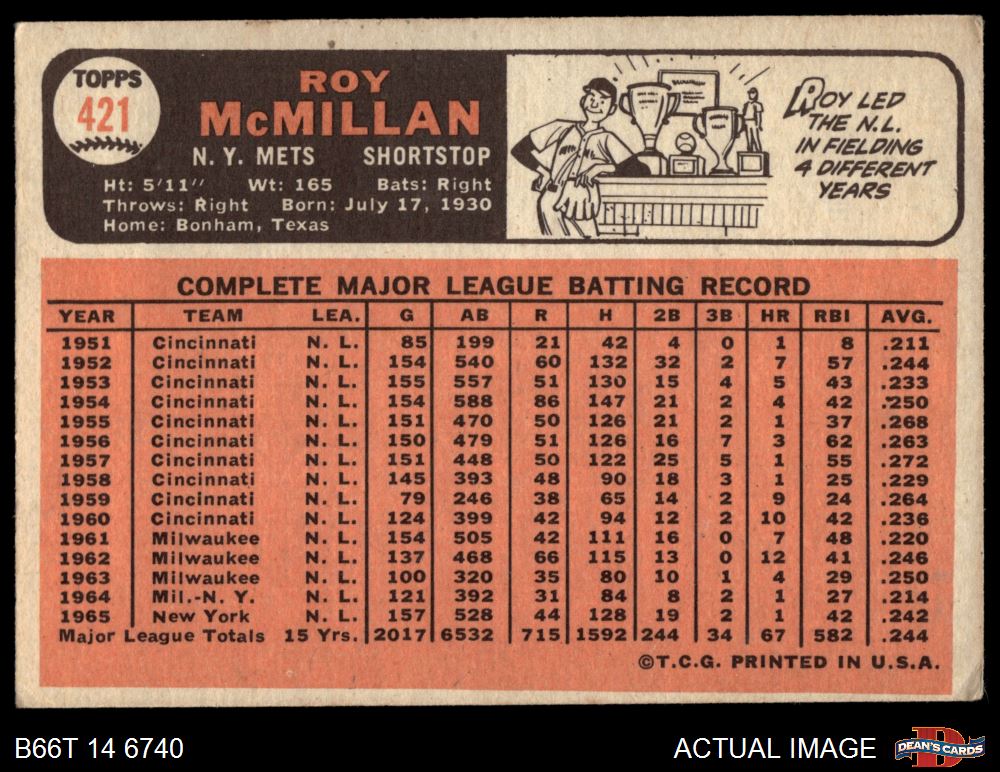 TOPPS
421
ROY
McMILLAN
N. Y. METS SHORTSTOP
Ht: 5'11" Wt: 165 Bats: Right
Throws: Right Born: July 17, 1930
Home: Bonham, Texas
ROY LED
THE N.L.
IN FIELDING
4 DIFFERENT
YEARS
COMPLETE MAJOR LEAGUE BATTING RECORD
YEAR TEAM LEA. G AB R H 2B 3B HR RBI AVG.
1951 Cincinnati N. L. 85 199 21 42 4 0 1 8 .211
1952 Cincinnati N. L. 154 540 60 132 32 2 7 57 .244
1953 Cincinnati N. L. 155 557 51 130 15 4 5 43 .233
1954 Cincinnati N. L. 154 588 86 147 21 2 4 42 .250
1955 Cincinnati N. L. 151 470 50 126 21 2 1 37 .268
1956 Cincinnati N. L. 150 479 51 126 16 7 3 62 .263
1957 Cincinnati N. L. 151 448 50 122 25 5 1 55 .272
1958 Cincinnati N. L. 145 393 48 90 18 3 1 25 .229
1959 Cincinnati N. L. 79 246 38 65 14 2 9 24 .264
1960 Cincinnati N. L. 124 399 42 94 12 2 10 42 .236
1961 Milwaukee N. L. 154 505 42 111 16 0 7 48 .220
1962 Milwaukee N. L. 137 468 66 115 13 0 12 41 .246
1963 Milwaukee N. L. 100 320 35 80 10 1 4 29 .250
1964 Mil.-N. Y. N. L. 121 392 31 84 8 2 1 27 .214
1965 New York N. L. 157 528 44 128 19 2 1 42 .242
Major League Totals 15 Yrs. 2017 6532 715 1592 244 34 67 582 .244
©T.C.G. PRINTED IN U.S.A.
B66T 14 6740
ACTUAL IMAGE
DEAN'S CARDS